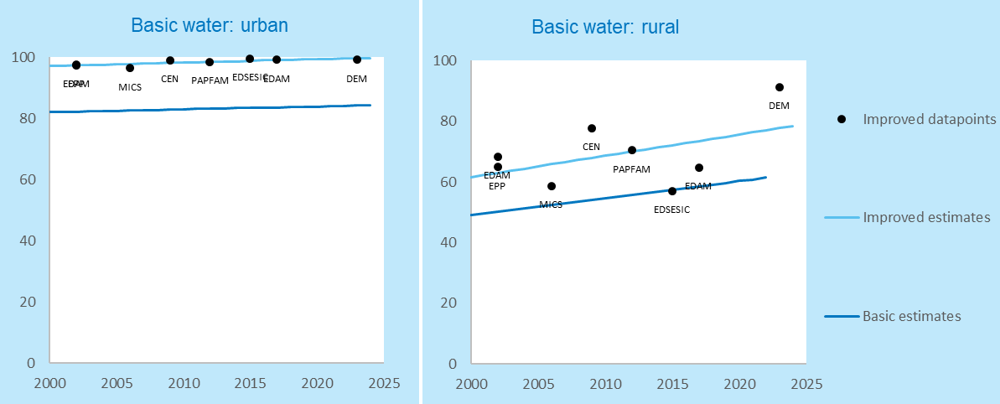 Basic water: urban
100
80
60
40
20
0
EDAM
EPP
MICS
CEN
PAPFAM
EDSESIC
EDAM
DEM
2000 2005 2010 2015 2020 2025
Basic water: rural
100
80
60
40
20
0
EDAM
EPP
MICS
CEN
PAPFAM
EDSESIC
EDAM
DEM
2000 2005 2010 2015 2020 2025
Improved datapoints
Improved estimates
Basic estimates